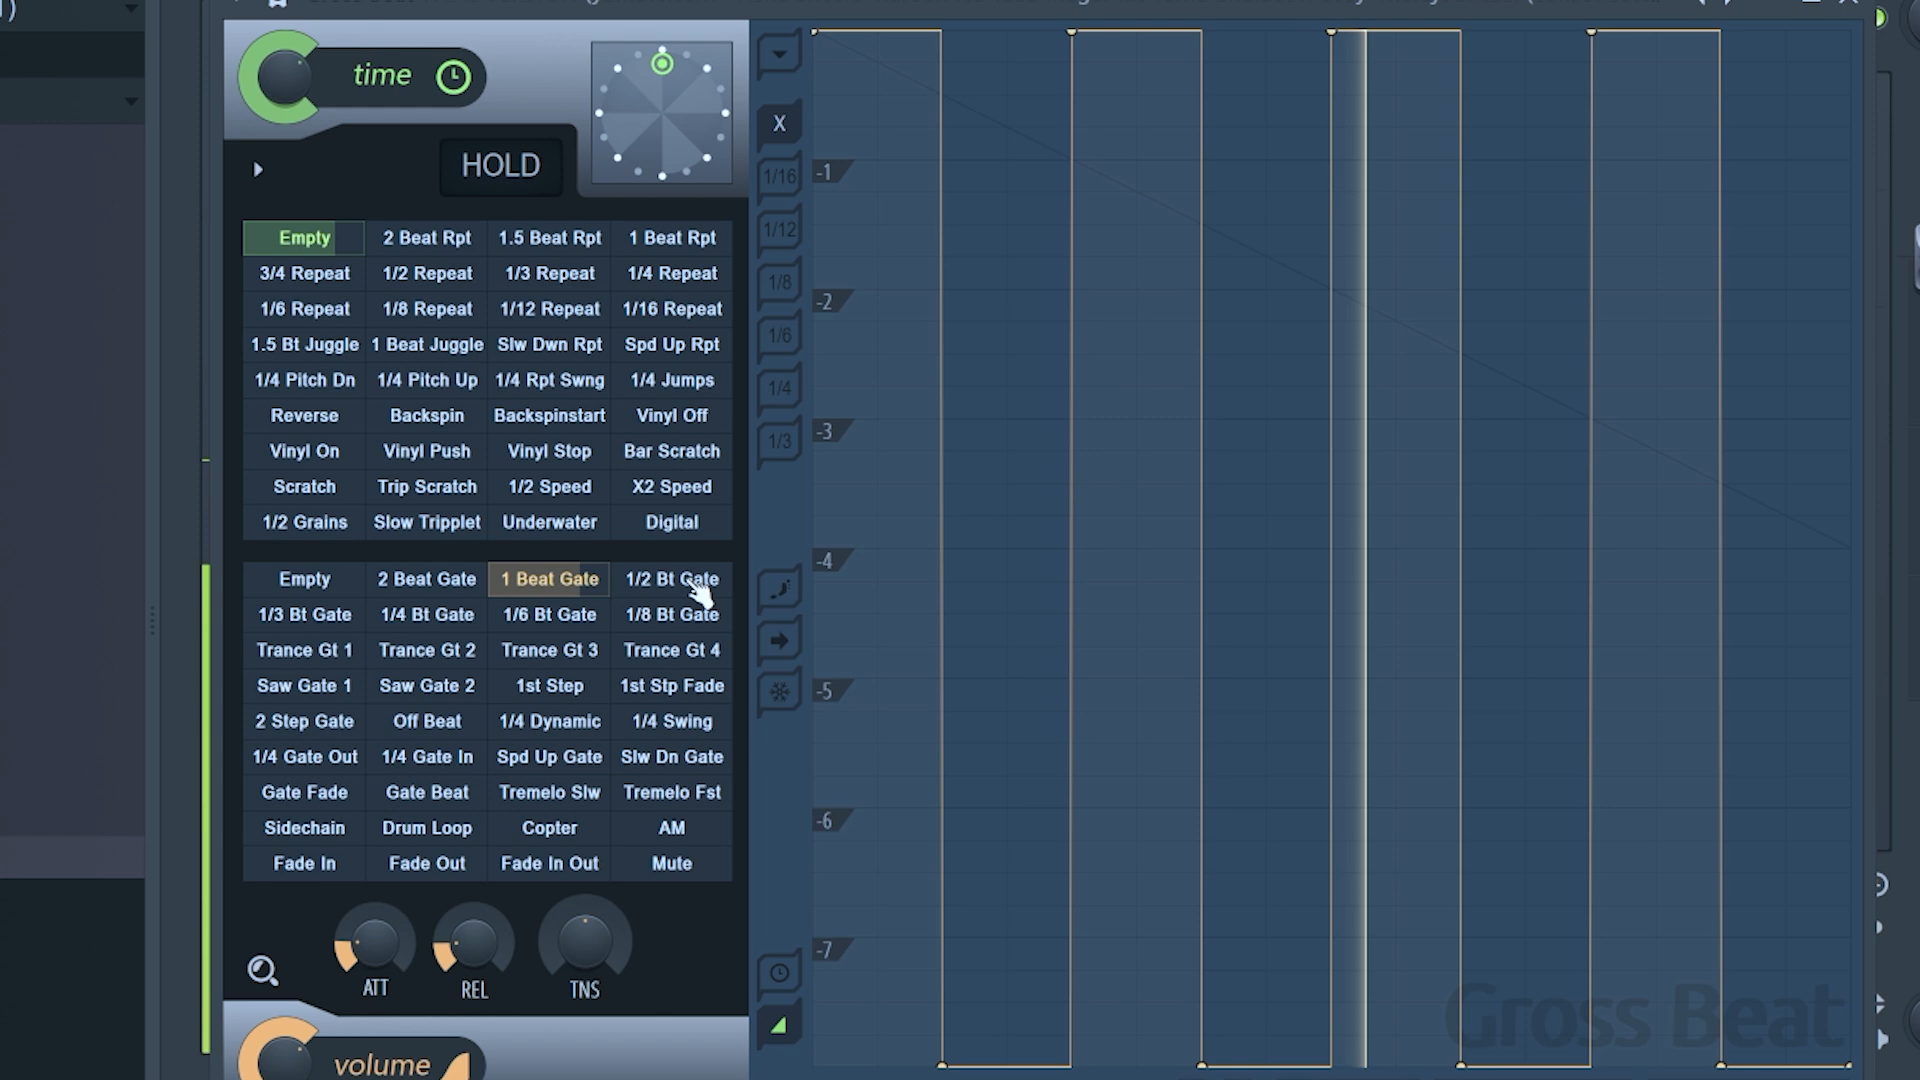 time
HOLD
Empty 2 Beat Rpt 1.5 Beat Rpt 1 Beat Rpt
3/4 Repeat 1/2 Repeat 1/3 Repeat 1/4 Repeat
1/6 Repeat 1/8 Repeat 1/12 Repeat 1/16 Repeat
1.5 Bt Juggle 1 Beat Juggle Slw Dwn Rpt Spd Up Rpt
1/4 Pitch Dn 1/4 Pitch Up 1/4 Rpt Swng 1/4 Jumps
Reverse Backspin Backspinstart Vinyl Off
Vinyl On Vinyl Push Vinyl Stop Bar Scratch
Scratch Trip Scratch 1/2 Speed X2 Speed
1/2 Grains Slow Tripplet Underwater Digital
Empty 2 Beat Gate 1 Beat Gate 1/2 Bt Gate
1/3 Bt Gate 1/4 Bt Gate 1/6 Bt Gate 1/8 Bt Gate
Trance Gt 1 Trance Gt 2 Trance Gt 3 Trance Gt 4
Saw Gate 1 Saw Gate 2 1st Step 1st Stp Fade
2 Step Gate Off Beat 1/4 Dynamic 1/4 Swing
1/4 Gate Out 1/4 Gate In Spd Up Gate Slw Dn Gate
Gate Fade Gate Beat Tremelo Slw Tremelo Fst
Sidechain Drum Loop Copter AM
Fade In Fade Out Fade In Out Mute
ATT REL TNS
volume
X
1/16
1/12
1/8
1/6
1/4
1/3
-1
-2
-3
-4
-5
-6
-7
Gross Beat